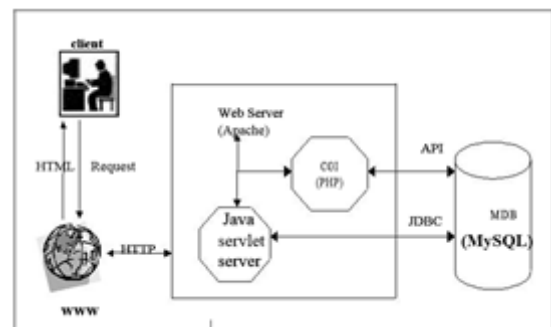 client
HTML
Request
WWW
HTTP
Web Server
(Apache)
CGI
(PHP)
Java
servlet
server
API
JDBC
MDB
(MySQL)